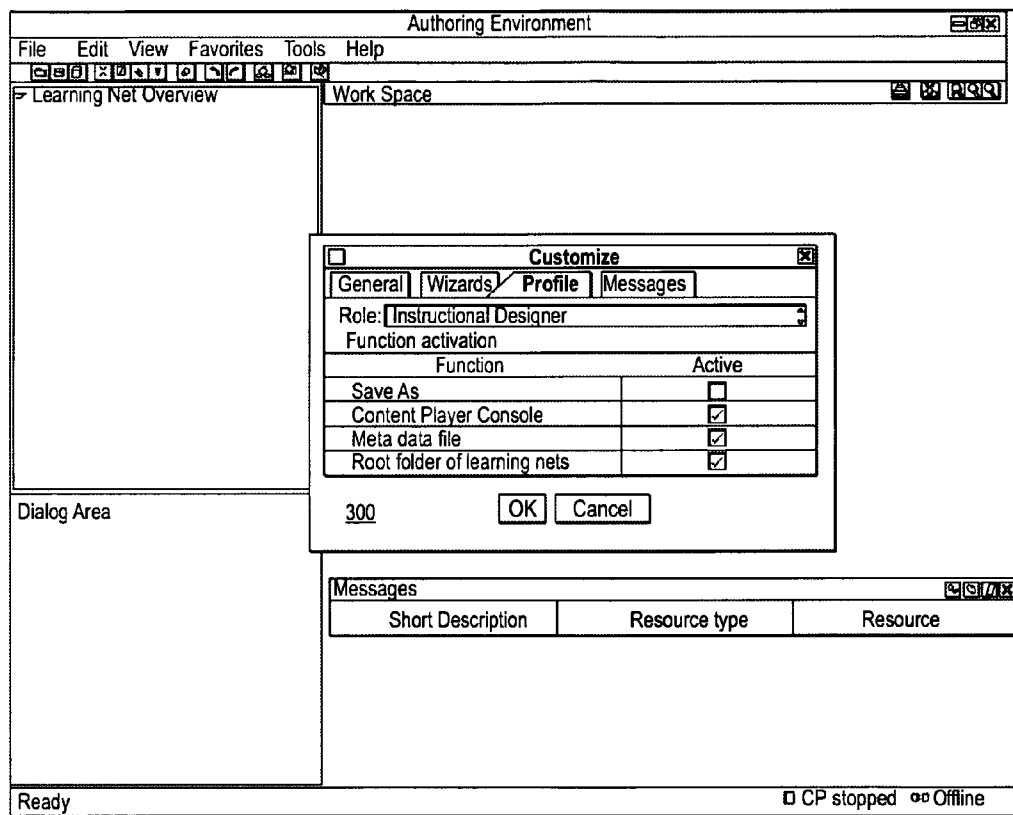 Authoring Environment
File Edit View Favorites Tools Help
Learning Net Overview
Work Space
Customize
General Wizards Profile Messages
Role: Instructional Designer
Function activation
Function Active
Save As
Content Player Console
Meta data file
Root folder of learning nets
300 OK Cancel
Dialog Area
Messages
Short Description Resource type Resource
Ready CP stopped Offline